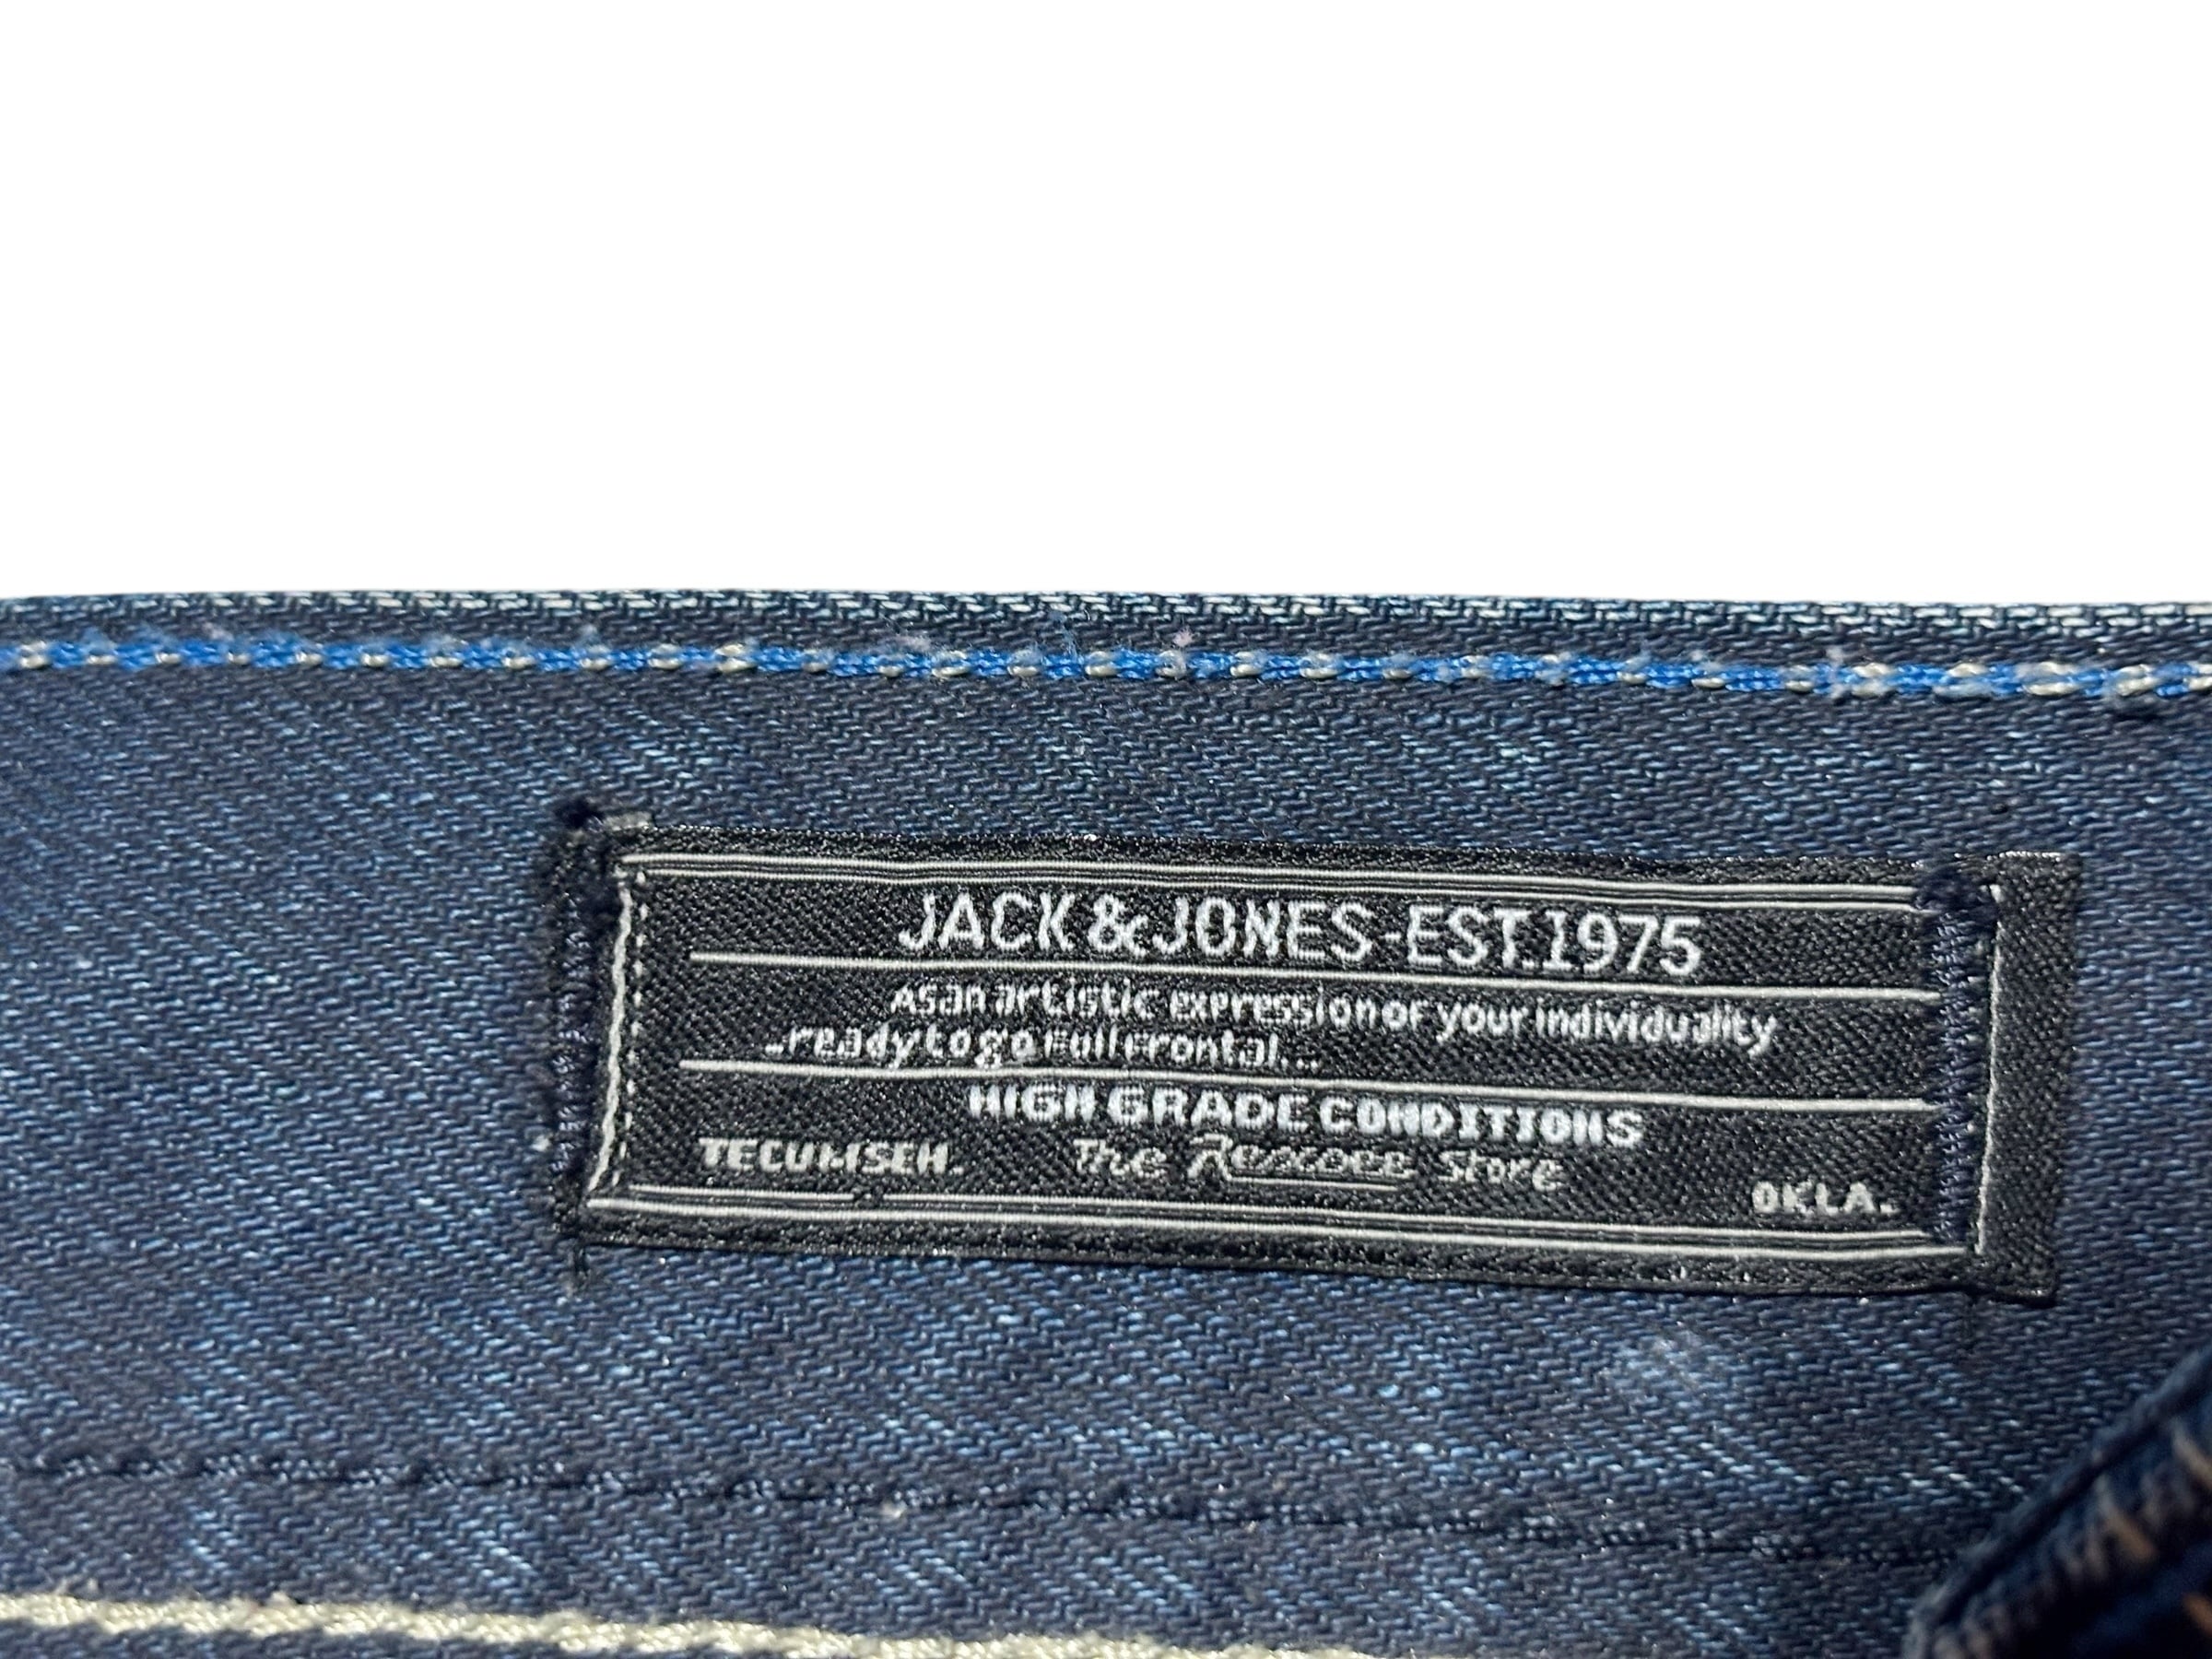 JACK & JONES-EST.1975
As an artistic expression of your individuality
...ready to go Full Frontal...
HIGH GRADE CONDITIONS
TECUMSEH. The Store OKLA.